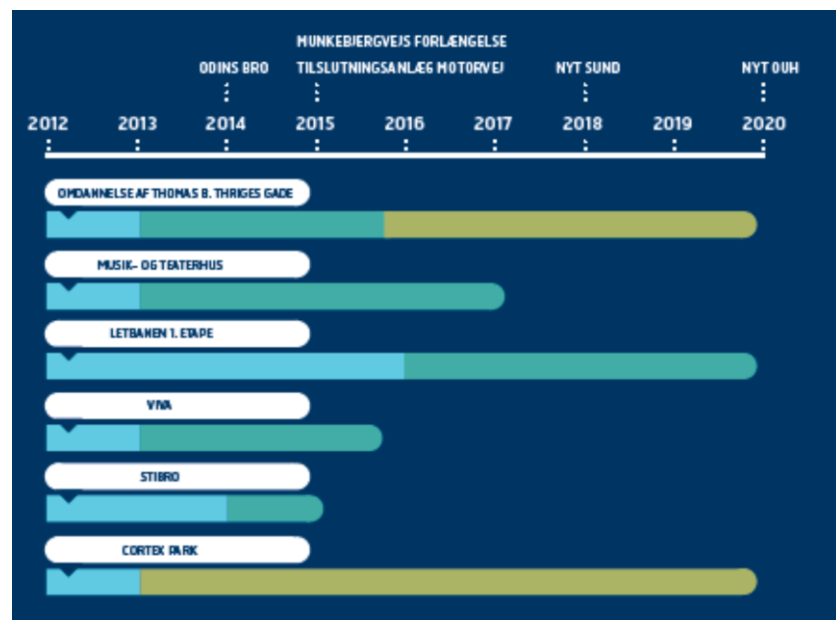 MUNKEBJERGVEJS FORLÆNGELSE
ODINS BRO TILSLUTNINGSANLÆG MOTORVEJ NYT SUND NYT OUH
2012 2013 2014 2015 2016 2017 2018 2019 2020
OMDANNELSE AF THOMAS B. THRIGES GADE
MUSIK- OG TEATERHUS
LETBANEN 1. ETAPE
VIVA
STIBRO
CORTEX PARK